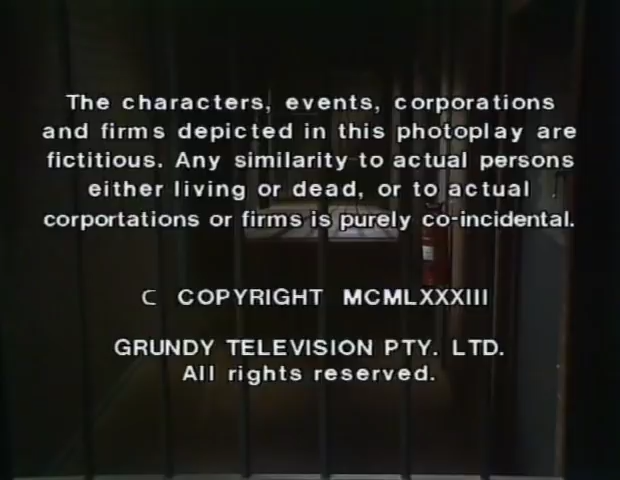 The characters, events, corporations
and firms depicted in this photoplay are
fictitious. Any similarity to actual persons
either living or dead, or to actual
corportations or firms is purely co-incidental.
C COPYRIGHT MCMLXXXIII
GRUNDY TELEVISION PTY. LTD.
All rights reserved.